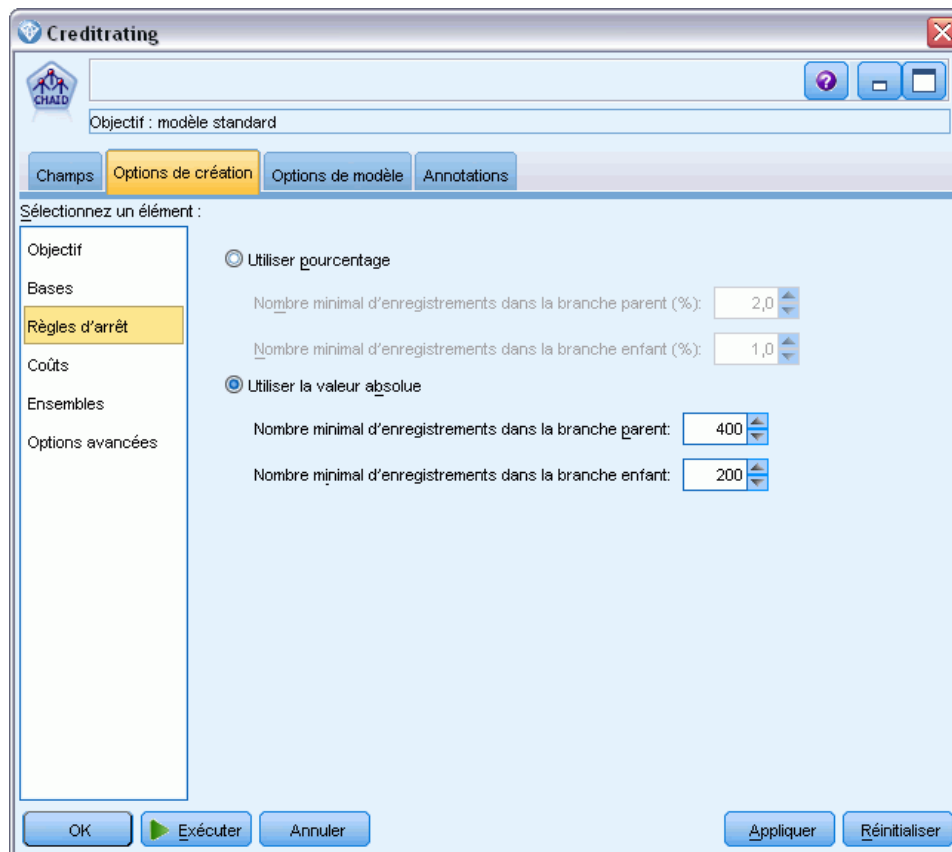 Creditrating
CHAID
Objectif : modèle standard
Champs Options de création Options de modèle Annotations
Sélectionnez un élément :
Objectif
Bases
Règles d'arrêt
Coûts
Ensembles
Options avancées
Utiliser pourcentage
Nombre minimal d'enregistrements dans la branche parent (%): 2,0
Nombre minimal d'enregistrements dans la branche enfant (%): 1,0
Utiliser la valeur absolue
Nombre minimal d'enregistrements dans la branche parent: 400
Nombre minimal d'enregistrements dans la branche enfant: 200
OK Exécuter Annuler Appliquer Réinitialiser